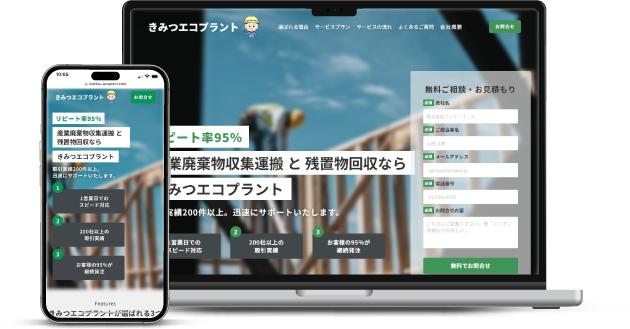 きみつエコプラント
選ばれる理由 サービスプラン サービスの流れ よくあるご質問 会社概要 お問合せ
無料ご相談・お見積もり
必須 会社名
必須 ご担当者名
必須 メールアドレス
必須 電話番号
必須 お問合せ内容
無料でお問合せ
ピート率95%
業廃棄物収集運搬 と 残置物回収なら
みつエコプラント
実績200件以上。迅速にサポートいたします。
営業日での
スピード対応
2
200社以上の
取引実績
3
お客様の95%が
継続発注
10:05
きみつエコプラント
お問合せ
リピート率95%
産業廃棄物収集運搬 と
残置物回収なら
きみつエコプラント
取引実績200件以上。
迅速にサポートいたします。
1
1営業日での
スピード対応
2
200社以上の
取引実績
3
お客様の95%が
継続発注
Features
きみつエコプラントが選ばれる3つ